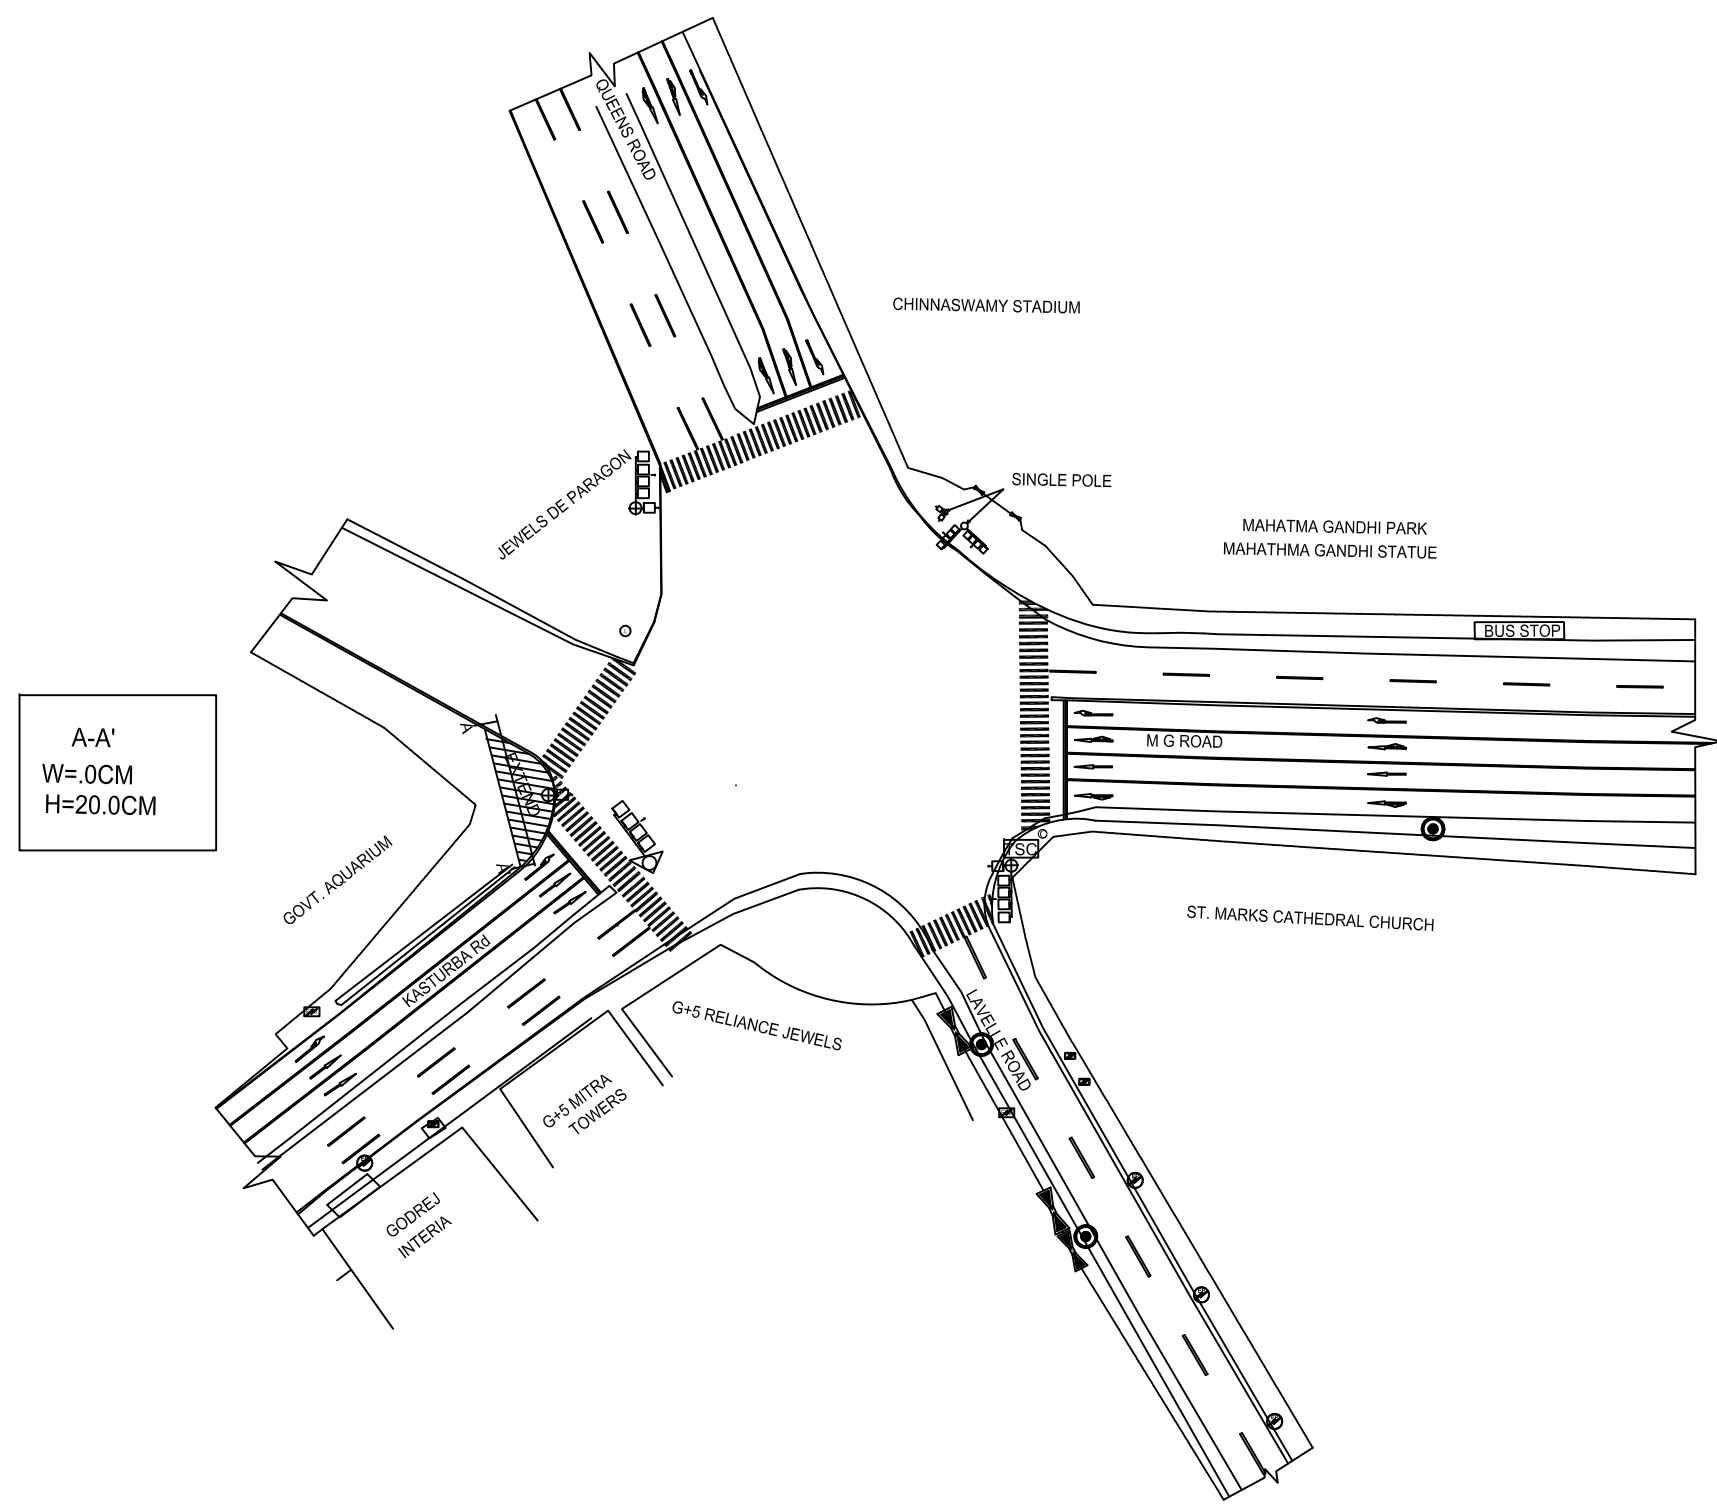 QUEENS ROAD
CHINNASWAMY STADIUM
JEWELS DE PARAGON
SINGLE POLE
MAHATMA GANDHI PARK
MAHATHMA GANDHI STATUE
BUS STOP
A-A'
W=.0CM
H=20.0CM
A'
EXTEND
A
M G ROAD
TSC
GOVT. AQUARIUM
KASTURBA Rd
ST. MARKS CATHEDRAL CHURCH
G+5 RELIANCE JEWELS
LAVELLE ROAD
G+5 MITRA
TOWERS
GODREJ
INTERIA